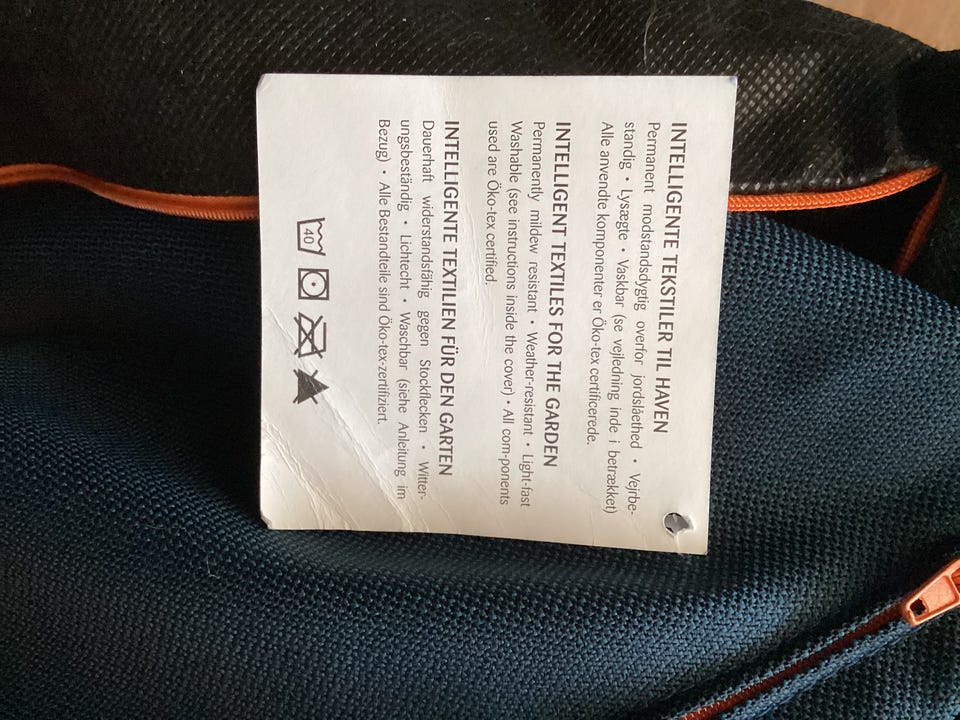 INTELLIGENTE TEKSTILER TIL HAVEN
Permanent modstandsdygtig overfor jordslåethed • Vejrbe-
standig • Lysægte • Vaskbar (se vejledning inde i betrækket)
Alle anvendte komponenter er Öko-tex certificerede.
INTELLIGENT TEXTILES FOR THE GARDEN
Permanently mildew resistant • Weather-resistant • Light-fast
Washable (see instructions inside the cover) • All com-ponents
used are Öko-tex certified.
INTELLIGENTE TEXTILIEN FÜR DEN GARTEN
Dauerhaft widerstandsfähig gegen Stockflecken • Witter-
ungsbeständig • Lichtecht • Waschbar (siehe Anleitung im
Bezug) • Alle Bestandteile sind Öko-tex-zertifiziert.
40